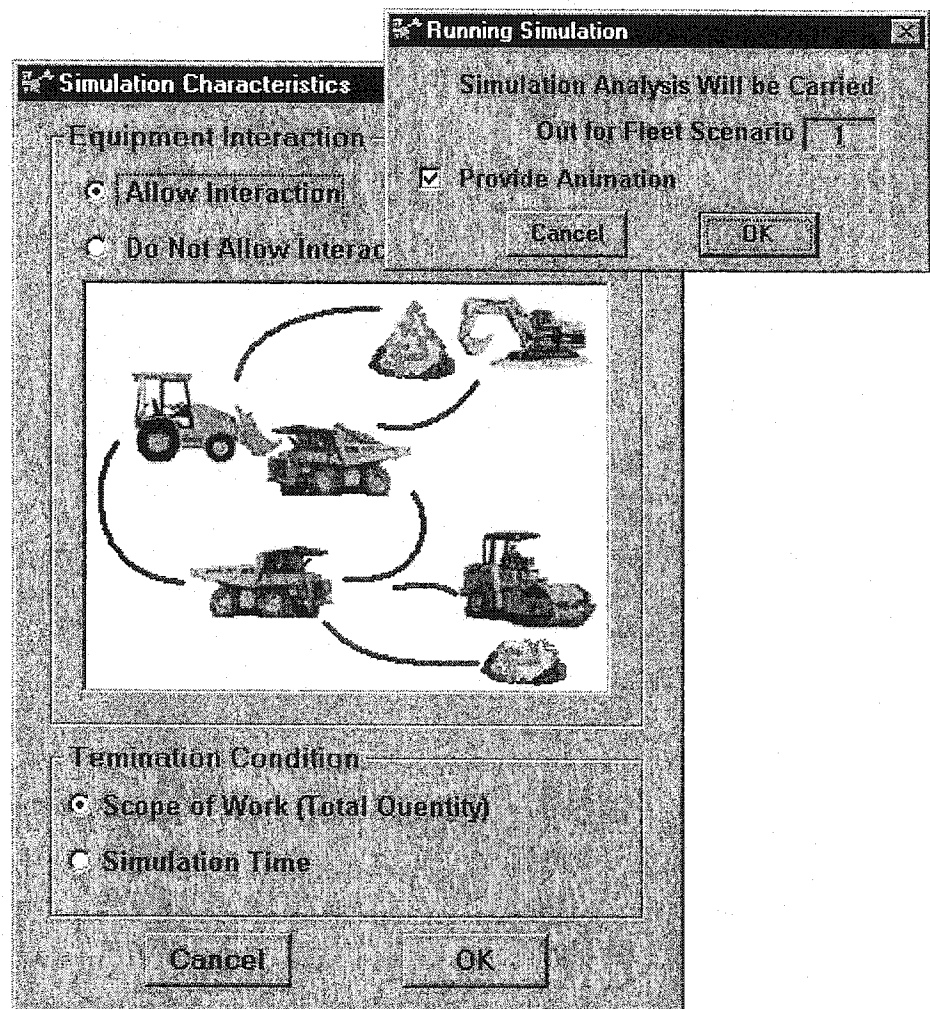 Running Simulation
Simulation Analysis Will be Carried
Out for Fleet Scenario 1
Provide Animation
Cancel OK
Simulation Characteristics
Equipment Interaction
Allow Interaction
Do Not Allow Interac
Temination Condition
Scope of Work (Total Quentity)
Simulation Time
Cancel OK